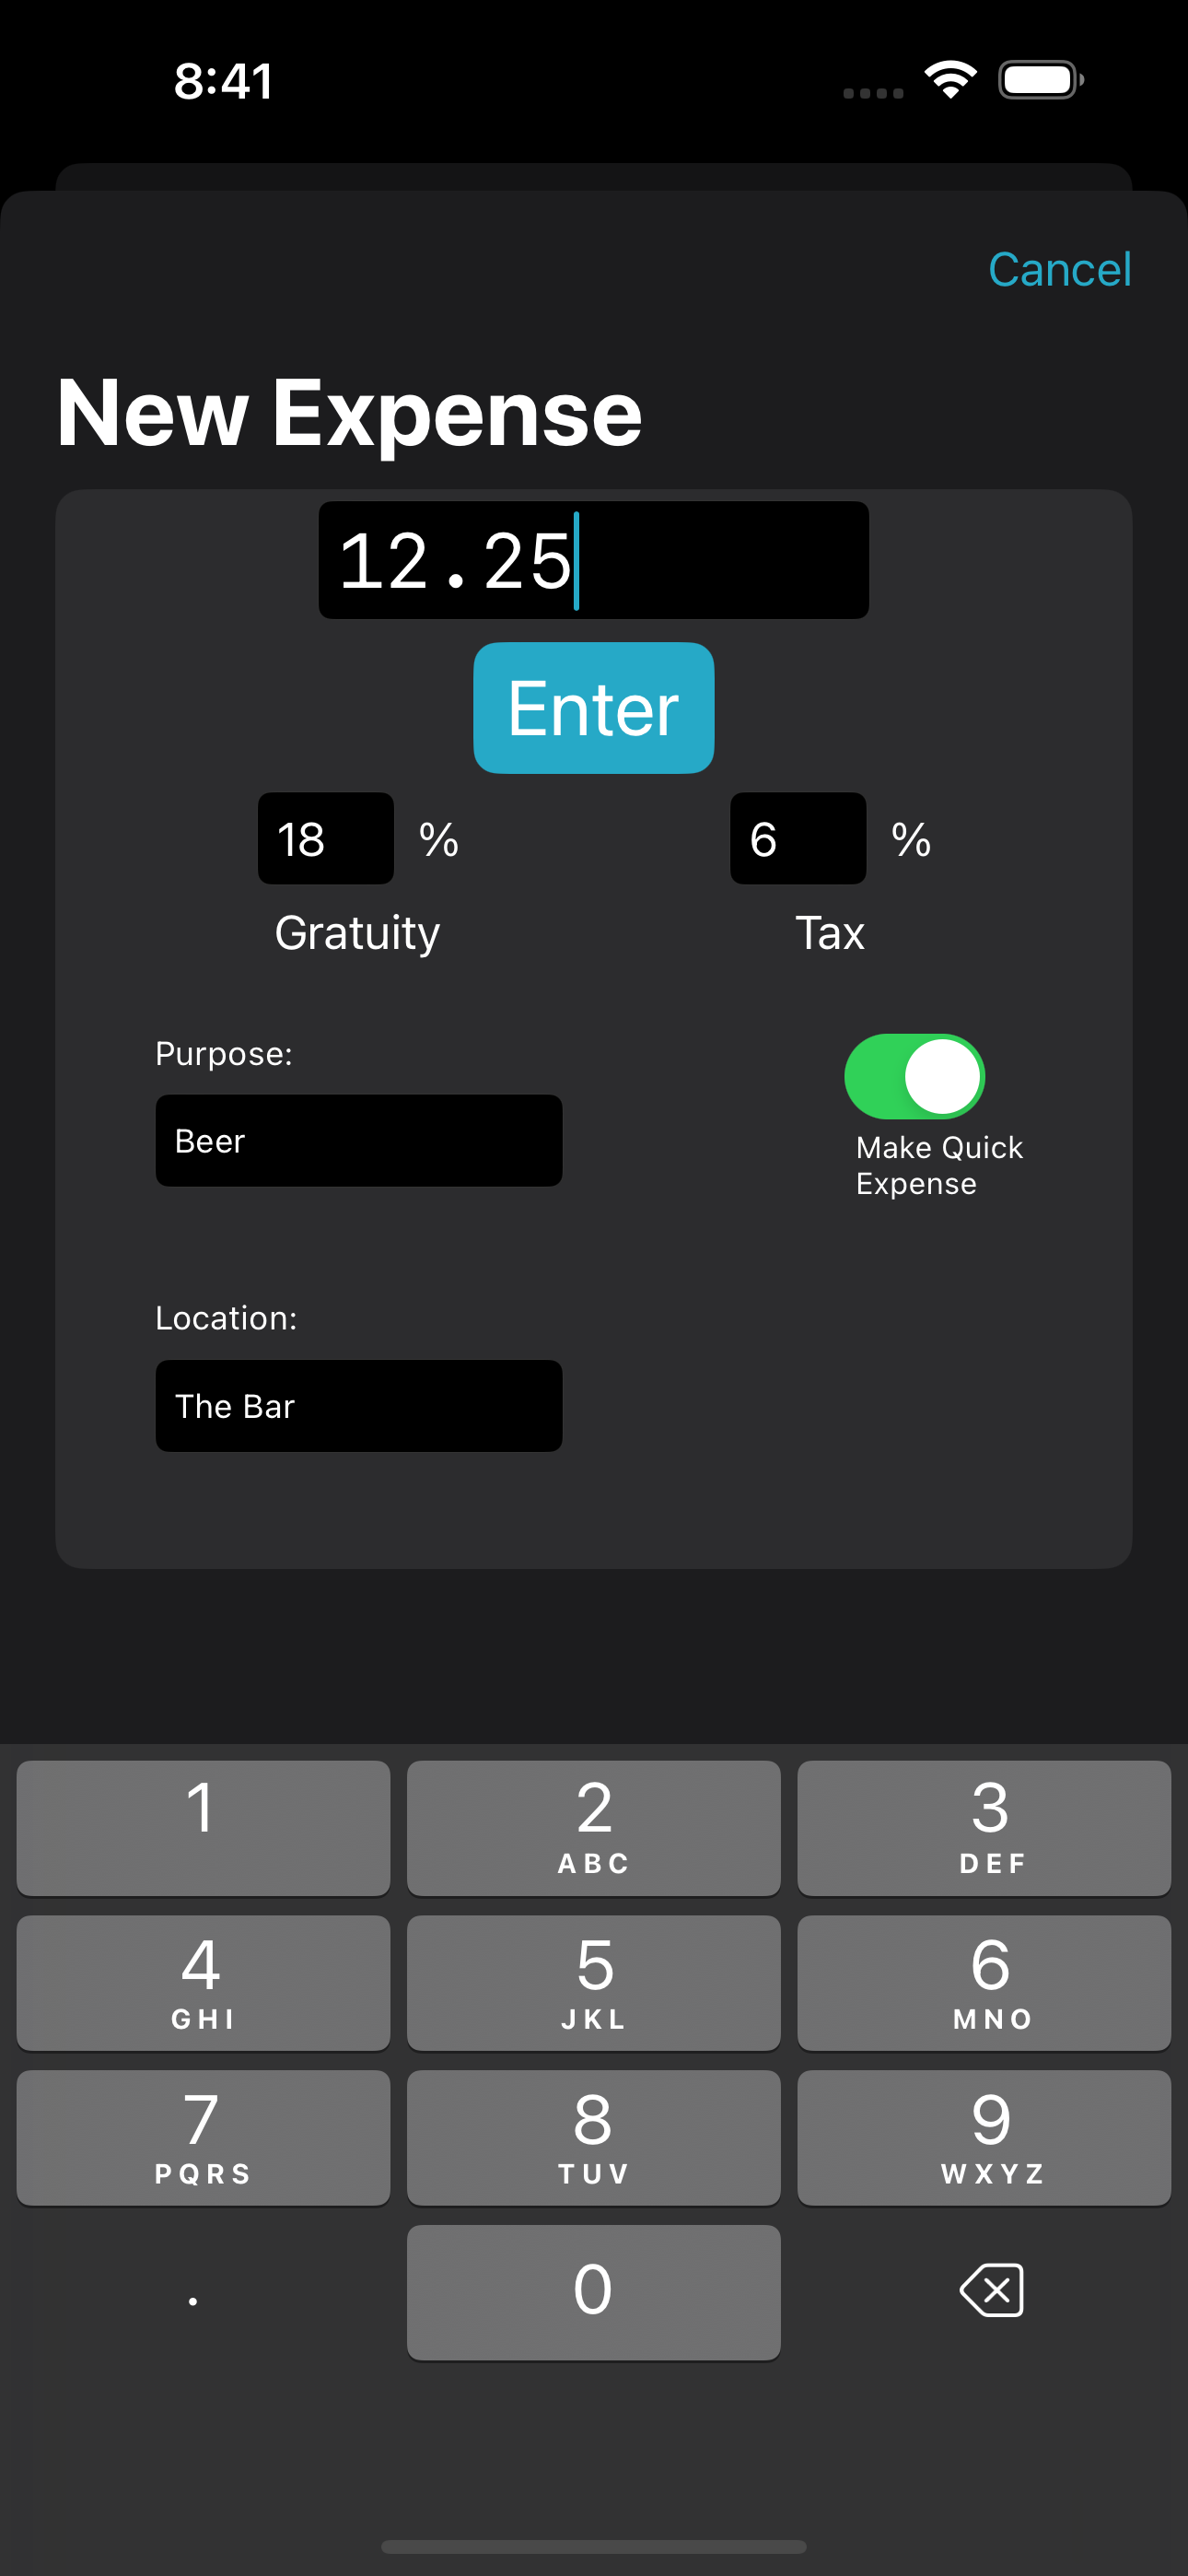 8:41
Cancel
New Expense
12.25
Enter
18 % 6 %
Gratuity Tax
Purpose:
Beer
Make Quick
Expense
Location:
The Bar
1 2 3
ABC DEF
4 5 6
GHI JKL MNO
7 8 9
PQRS TUV WXYZ
. 0